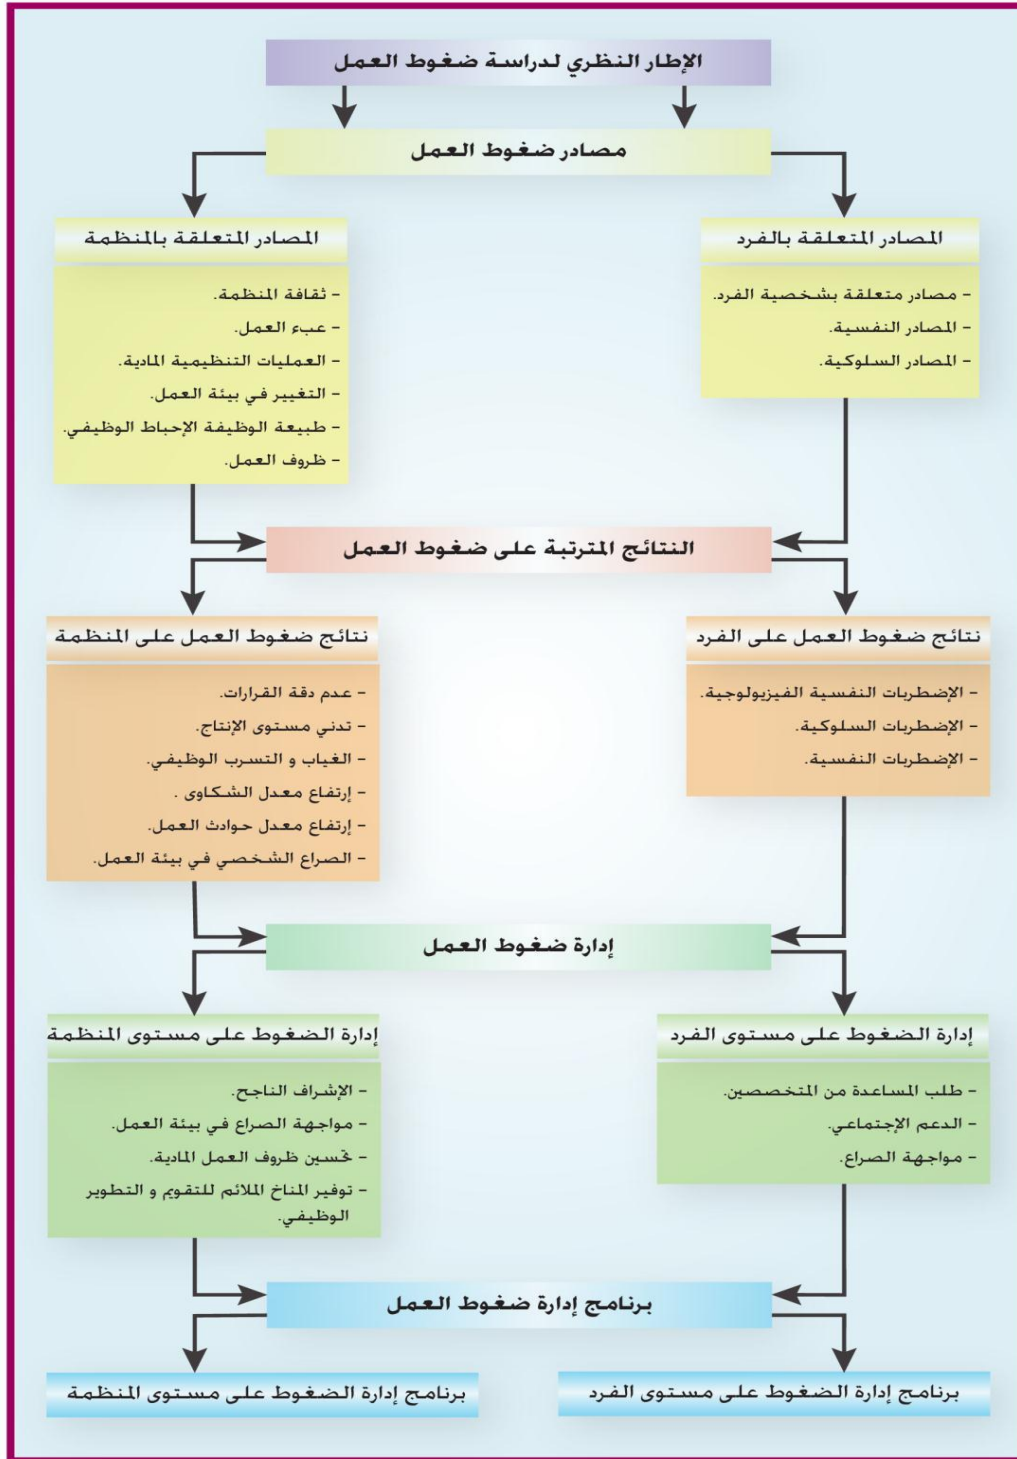 الإطار النظري لدراسة ضغوط العمل
مصادر ضغوط العمل
المصادر المتعلقة بالفرد
- مصادر متعلقة بشخصية الفرد.
- المصادر النفسية.
- المصادر السلوكية.
المصادر المتعلقة بالمنظمة
- ثقافة المنظمة.
- عبء العمل.
- العمليات التنظيمية المادية.
- التغيير في بيئة العمل.
- طبيعة الوظيفة الإحباط الوظيفي.
- ظروف العمل.
النتائج المترتبة على ضغوط العمل
نتائج ضغوط العمل على الفرد
- الإضطربات النفسية الفيزيولوجية.
- الإضطربات السلوكية.
- الإضطربات النفسية.
نتائج ضغوط العمل على المنظمة
- عدم دقة القرارات.
- تدني مستوى الإنتاج.
- الغياب و التسرب الوظيفي.
- إرتفاع معدل الشكاوى .
- إرتفاع معدل حوادث العمل.
- الصراع الشخصي في بيئة العمل.
إدارة ضغوط العمل
إدارة الضغوط على مستوى الفرد
- طلب المساعدة من المتخصصين.
- الدعم الإجتماعي.
- مواجهة الصراع.
إدارة الضغوط على مستوى المنظمة
- الإشراف الناجح.
- مواجهة الصراع في بيئة العمل.
- تحسين ظروف العمل المادية.
- توفير المناخ الملائم للتقويم و التطوير
الوظيفي.
برنامج إدارة ضغوط العمل
برنامج إدارة الضغوط على مستوى الفرد
برنامج إدارة الضغوط على مستوى المنظمة